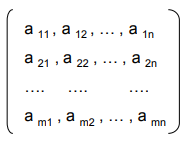 a 11 , a 12 , ... , a 1n
a 21 , a 22 , ... , a 2n
.... .... ....
a m1 , a m2 , ... , a mn